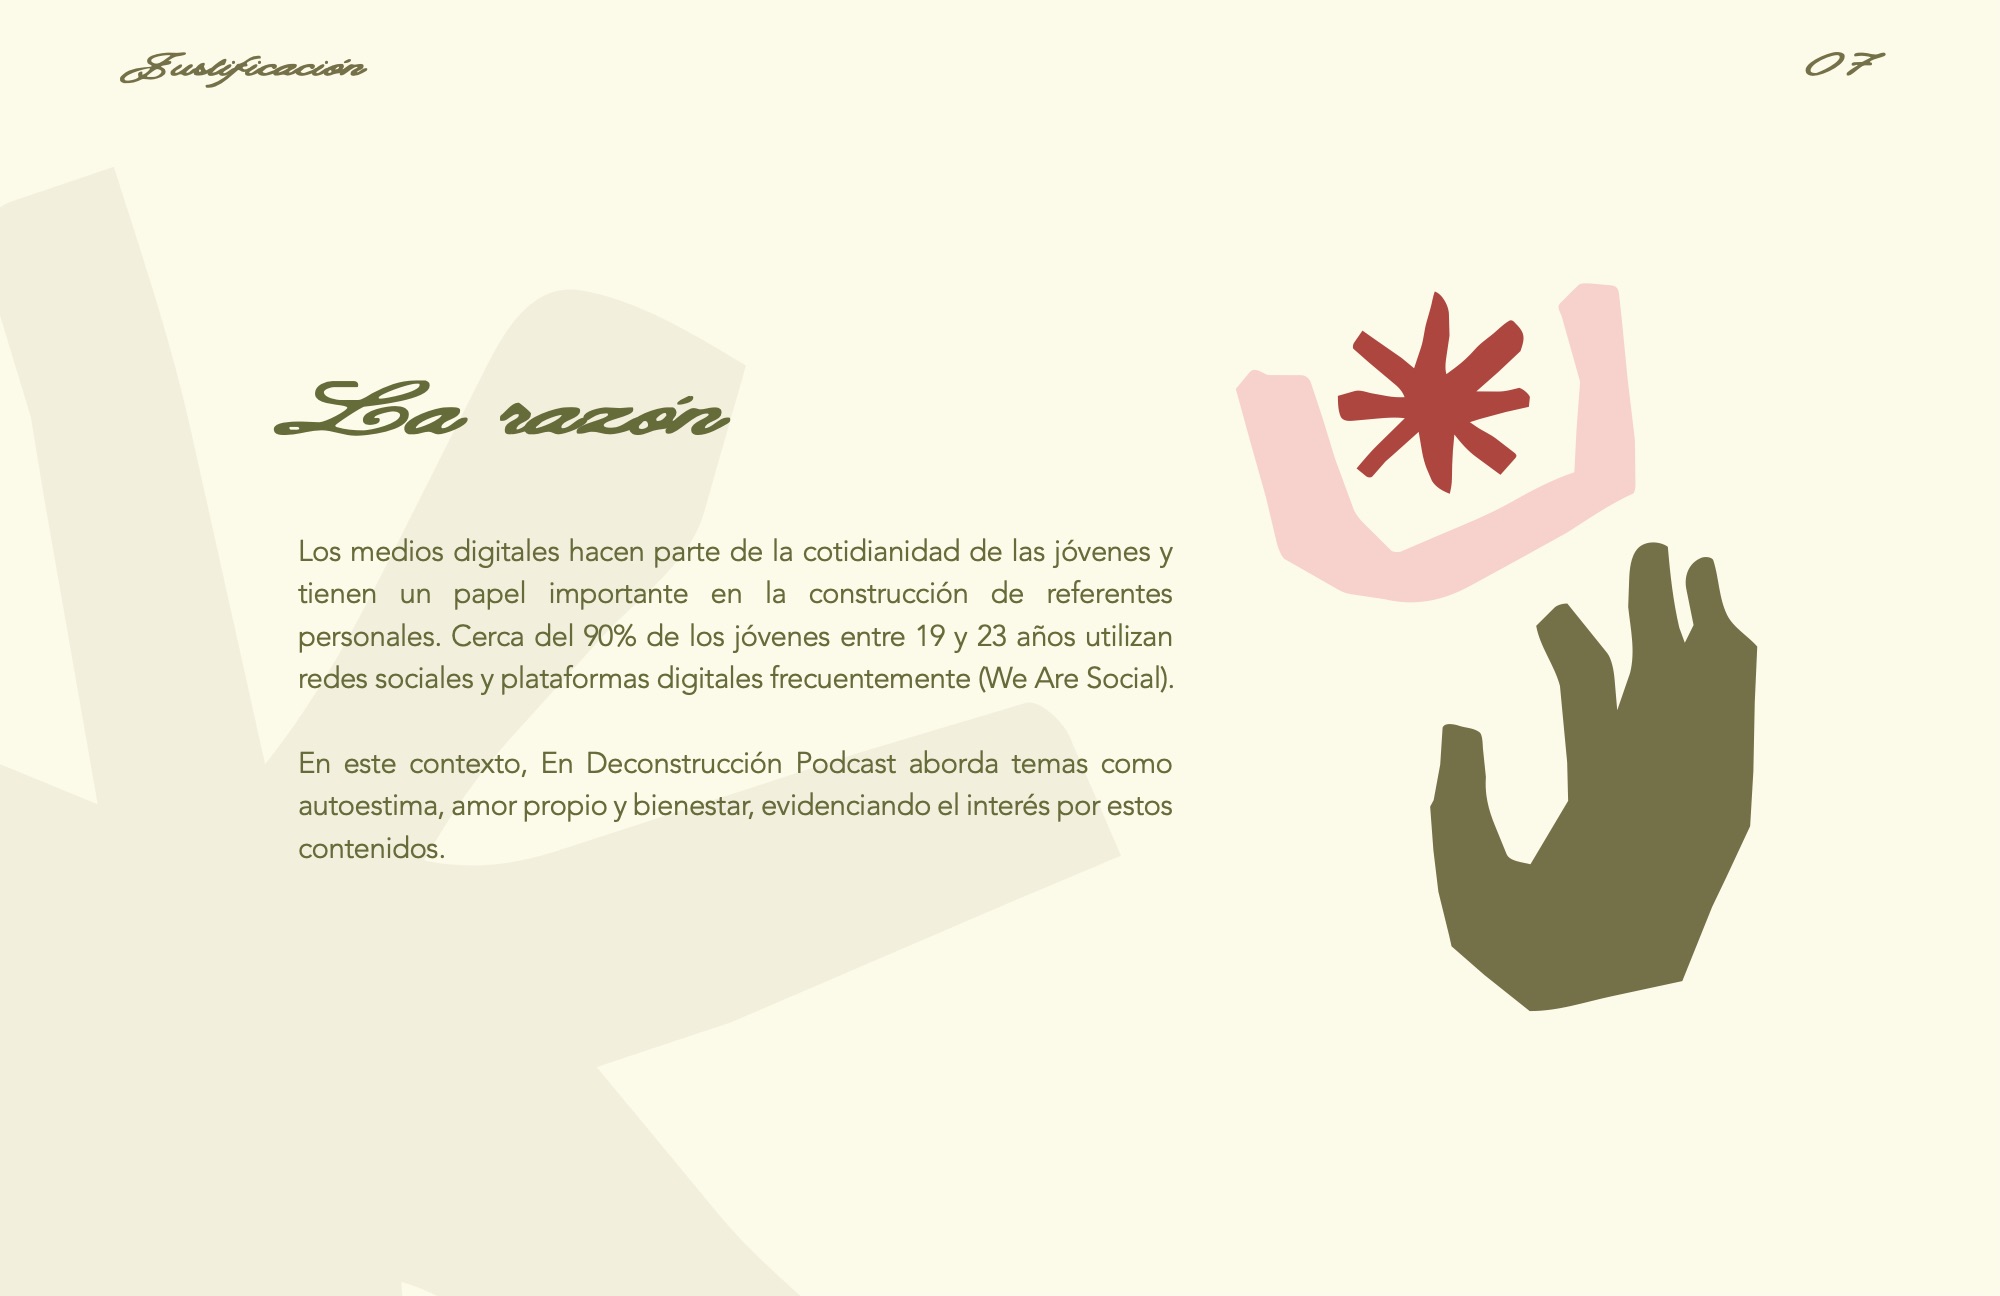 Justificación
07
La razón
Los medios digitales hacen parte de la cotidianidad de las jóvenes y
tienen un papel importante en la construcción de referentes
personales. Cerca del 90% de los jóvenes entre 19 y 23 años utilizan
redes sociales y plataformas digitales frecuentemente (We Are Social).
En este contexto, En Deconstrucción Podcast aborda temas como
autoestima, amor propio y bienestar, evidenciando el interés por estos
contenidos.